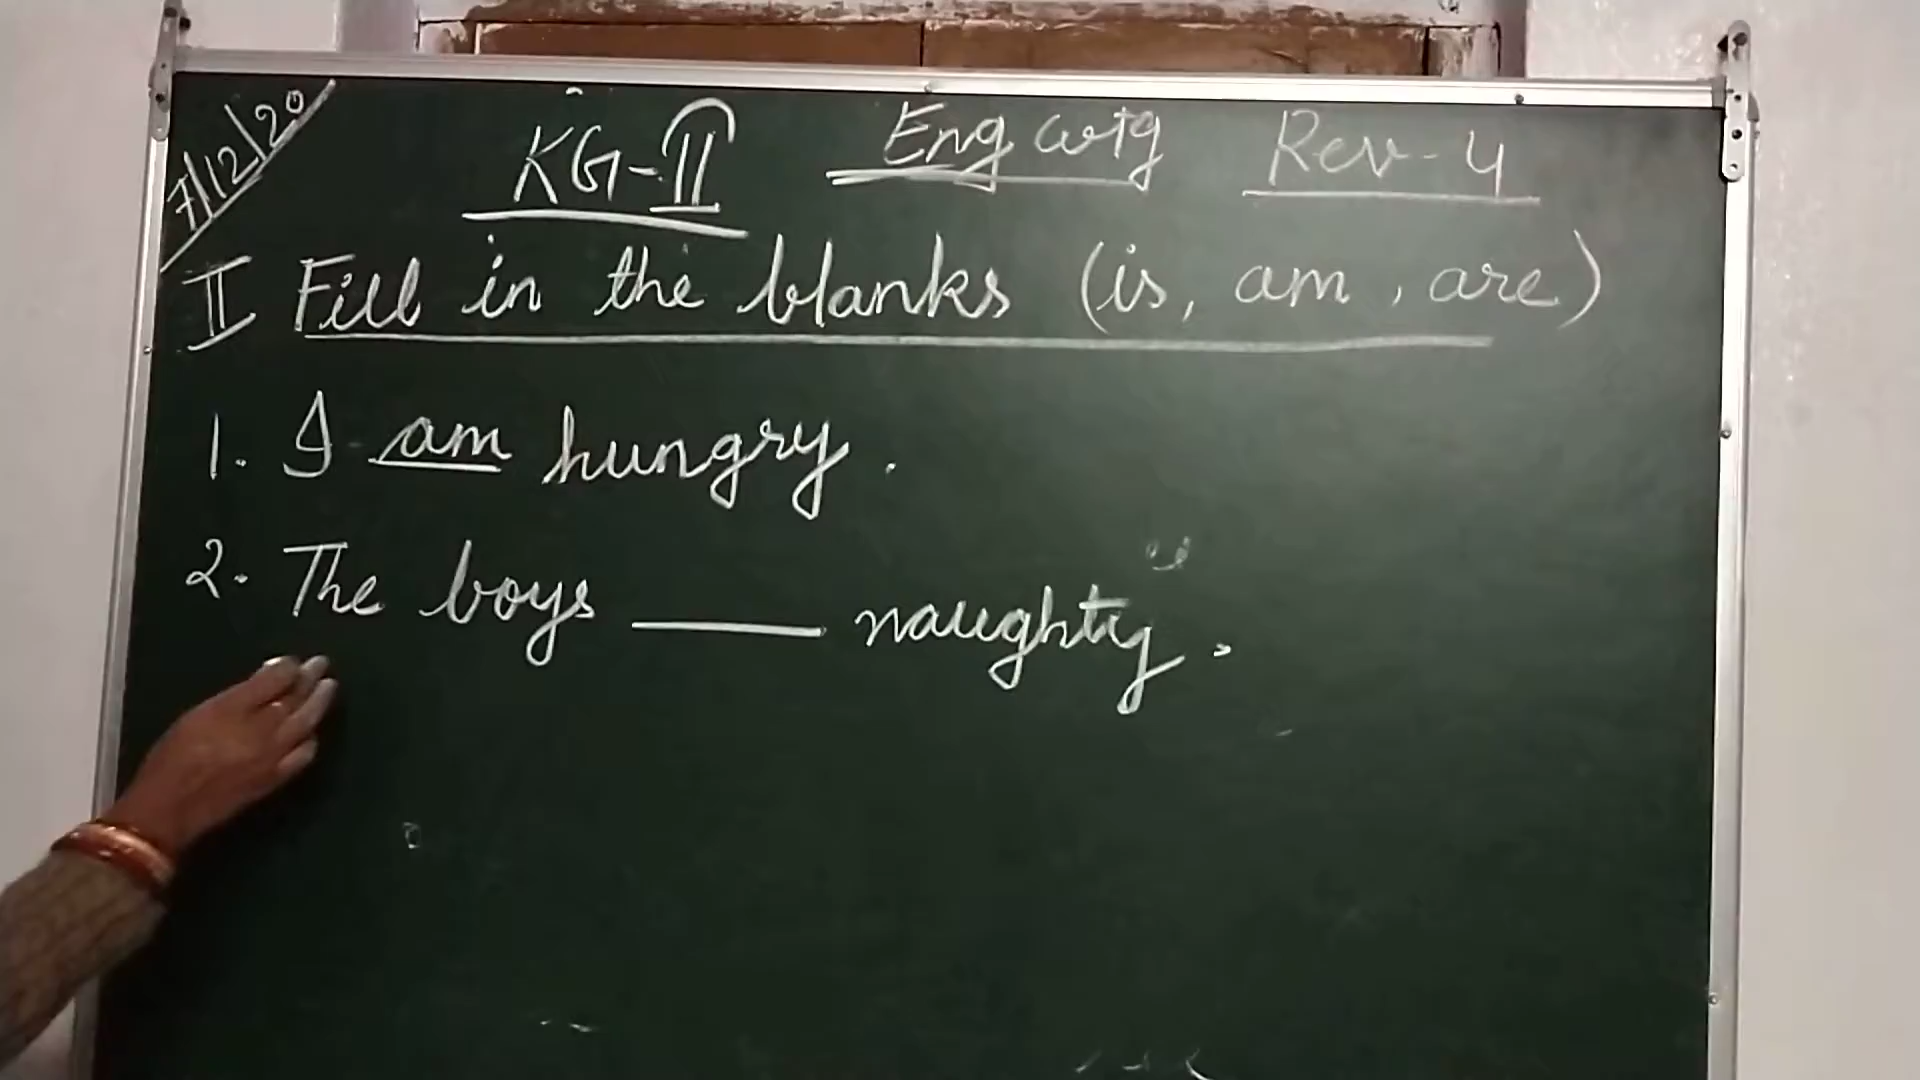 7/12/20
KG-II Eng wtg Rev-4
II Fill in the blanks (is, am, are)
1. I am hungry.
2. The boys ____ naughty.